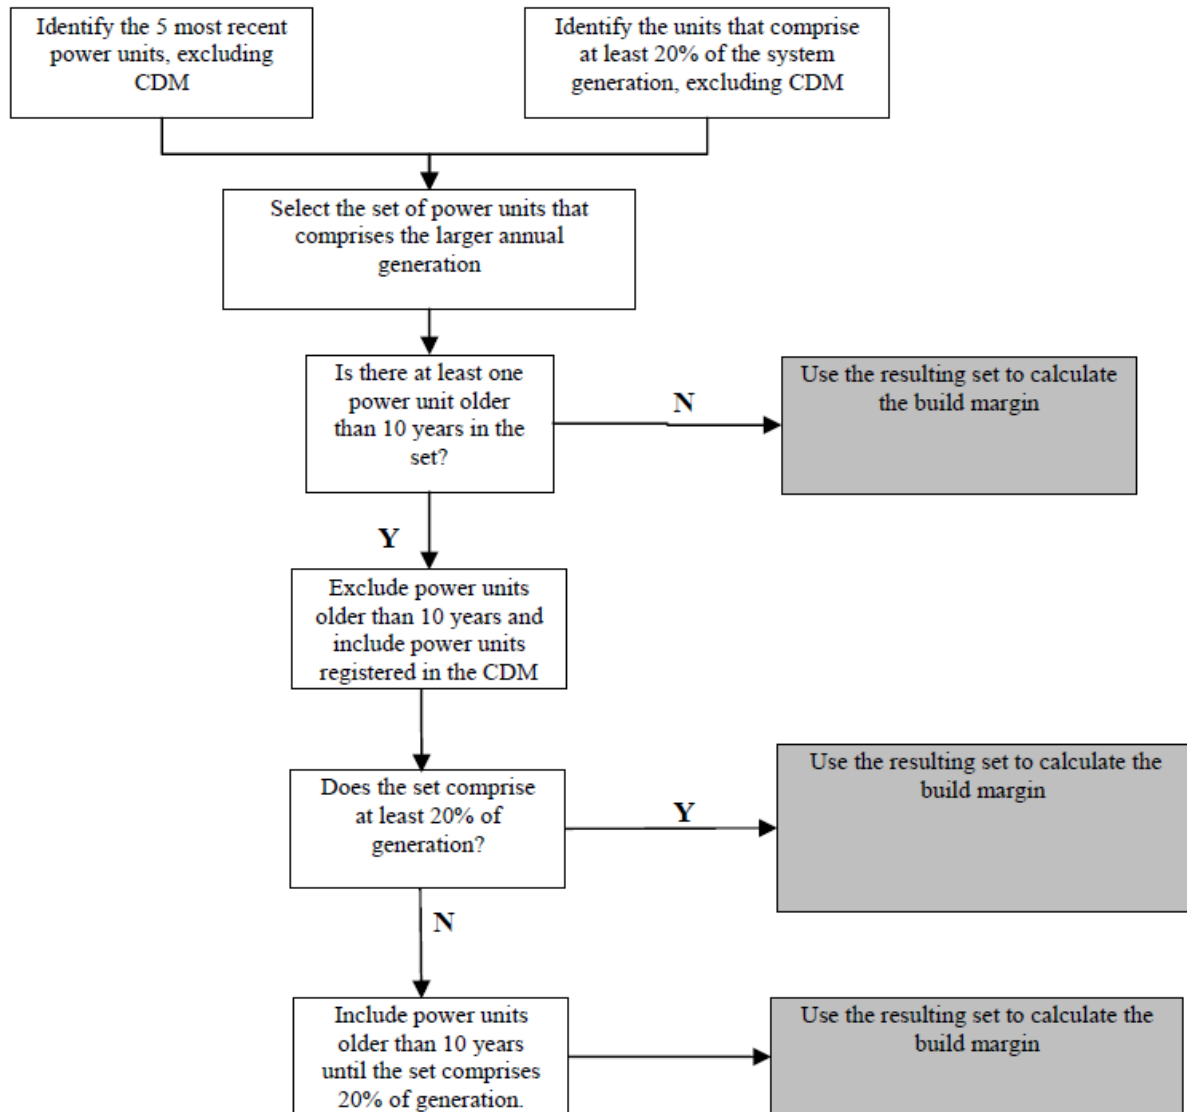 Identify the 5 most recent
power units, excluding
CDM
Identify the units that comprise
at least 20% of the system
generation, excluding CDM
Select the set of power units that
comprises the larger annual
generation
Is there at least one
power unit older
than 10 years in the
set?
N
Use the resulting set to calculate
the build margin
Y
Exclude power units
older than 10 years and
include power units
registered in the CDM
Does the set comprise
at least 20% of
generation?
Y
Use the resulting set to calculate the
build margin
N
Include power units
older than 10 years
until the set comprises
20% of generation.
Use the resulting set to calculate the
build margin